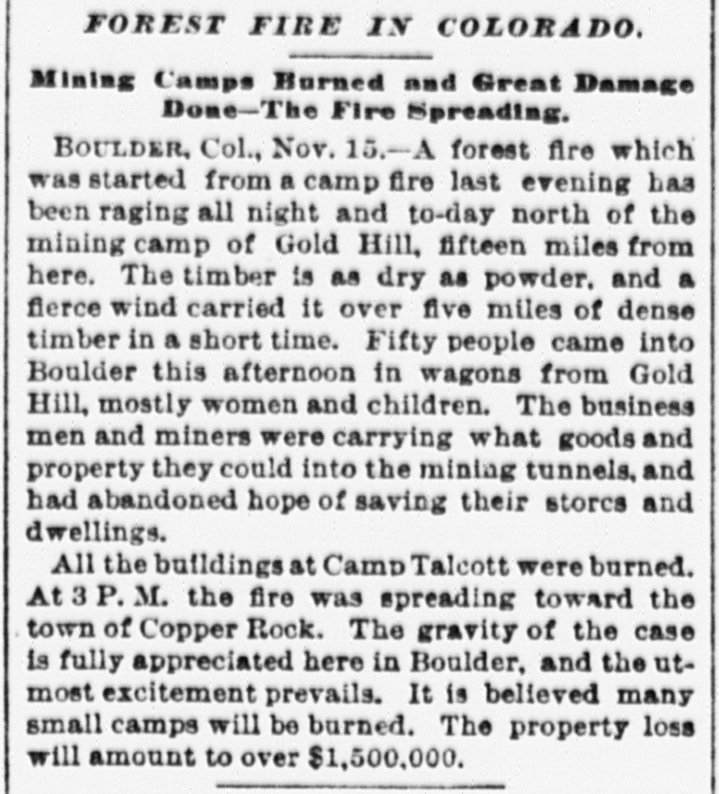 FOREST FIRE IN COLORADO.
Mining Camps Burned and Great Damage
Done—The Fire Spreading.
BOULDER, Col., Nov. 15.—A forest fire which
was started from a camp fire last evening has
been raging all night and to-day north of the
mining camp of Gold Hill, fifteen miles from
here. The timber is as dry as powder, and a
fierce wind carried it over five miles of dense
timber in a short time. Fifty people came into
Boulder this afternoon in wagons from Gold
Hill, mostly women and children. The business
men and miners were carrying what goods and
property they could into the mining tunnels, and
had abandoned hope of saving their stores and
dwellings.
All the buildings at Camp Talcott were burned.
At 3 P. M. the fire was spreading toward the
town of Copper Rock. The gravity of the case
is fully appreciated here in Boulder, and the ut-
most excitement prevails. It is believed many
small camps will be burned. The property loss
will amount to over $1,500,000.